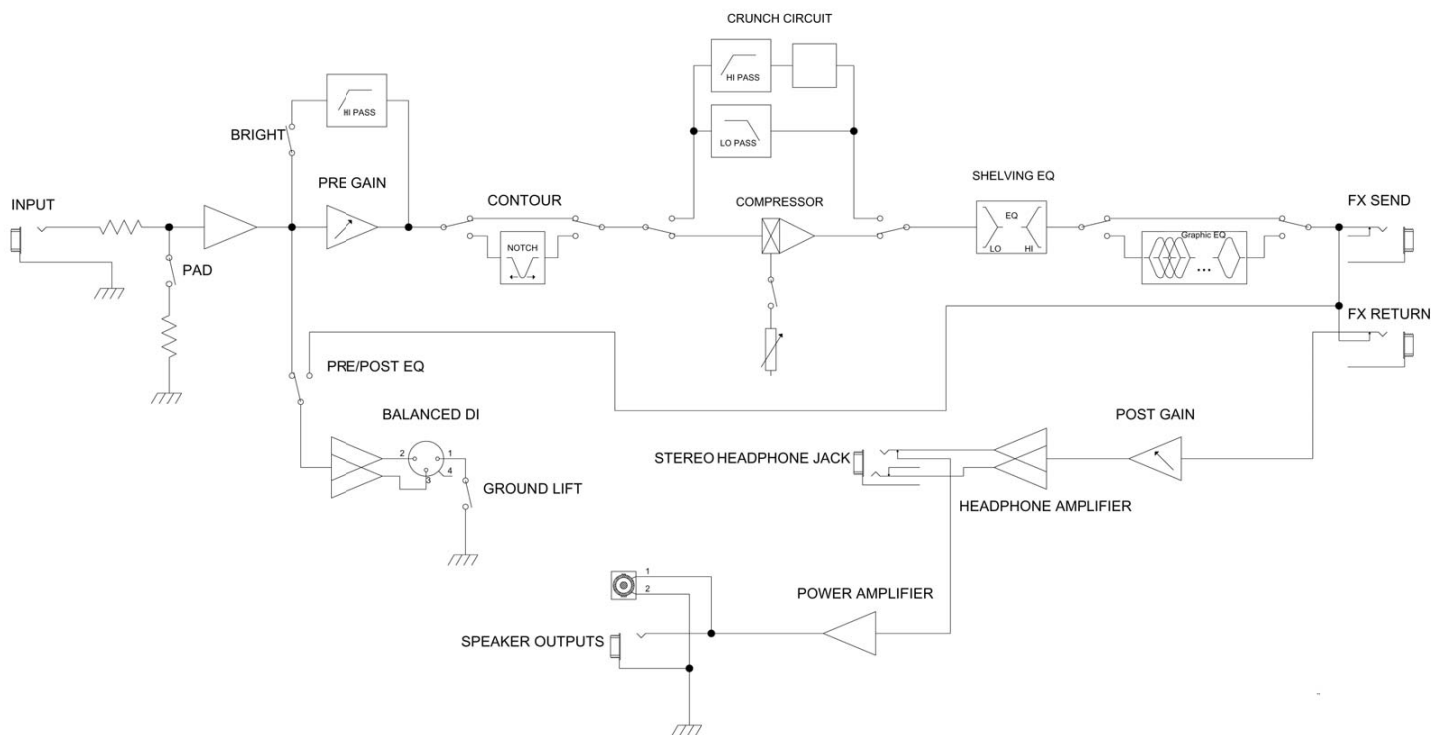 CRUNCH CIRCUIT
HI PASS
HI PASS
BRIGHT
LO PASS
PRE GAIN
SHELVING EQ
INPUT
CONTOUR
COMPRESSOR
FX SEND
EQ
NOTCH
LO
HI
Graphic EQ
...
PAD
FX RETURN
PRE/POST EQ
BALANCED DI
POST GAIN
2
1
4
3
STEREO HEADPHONE JACK
GROUND LIFT
HEADPHONE AMPLIFIER
1
2
POWER AMPLIFIER
SPEAKER OUTPUTS